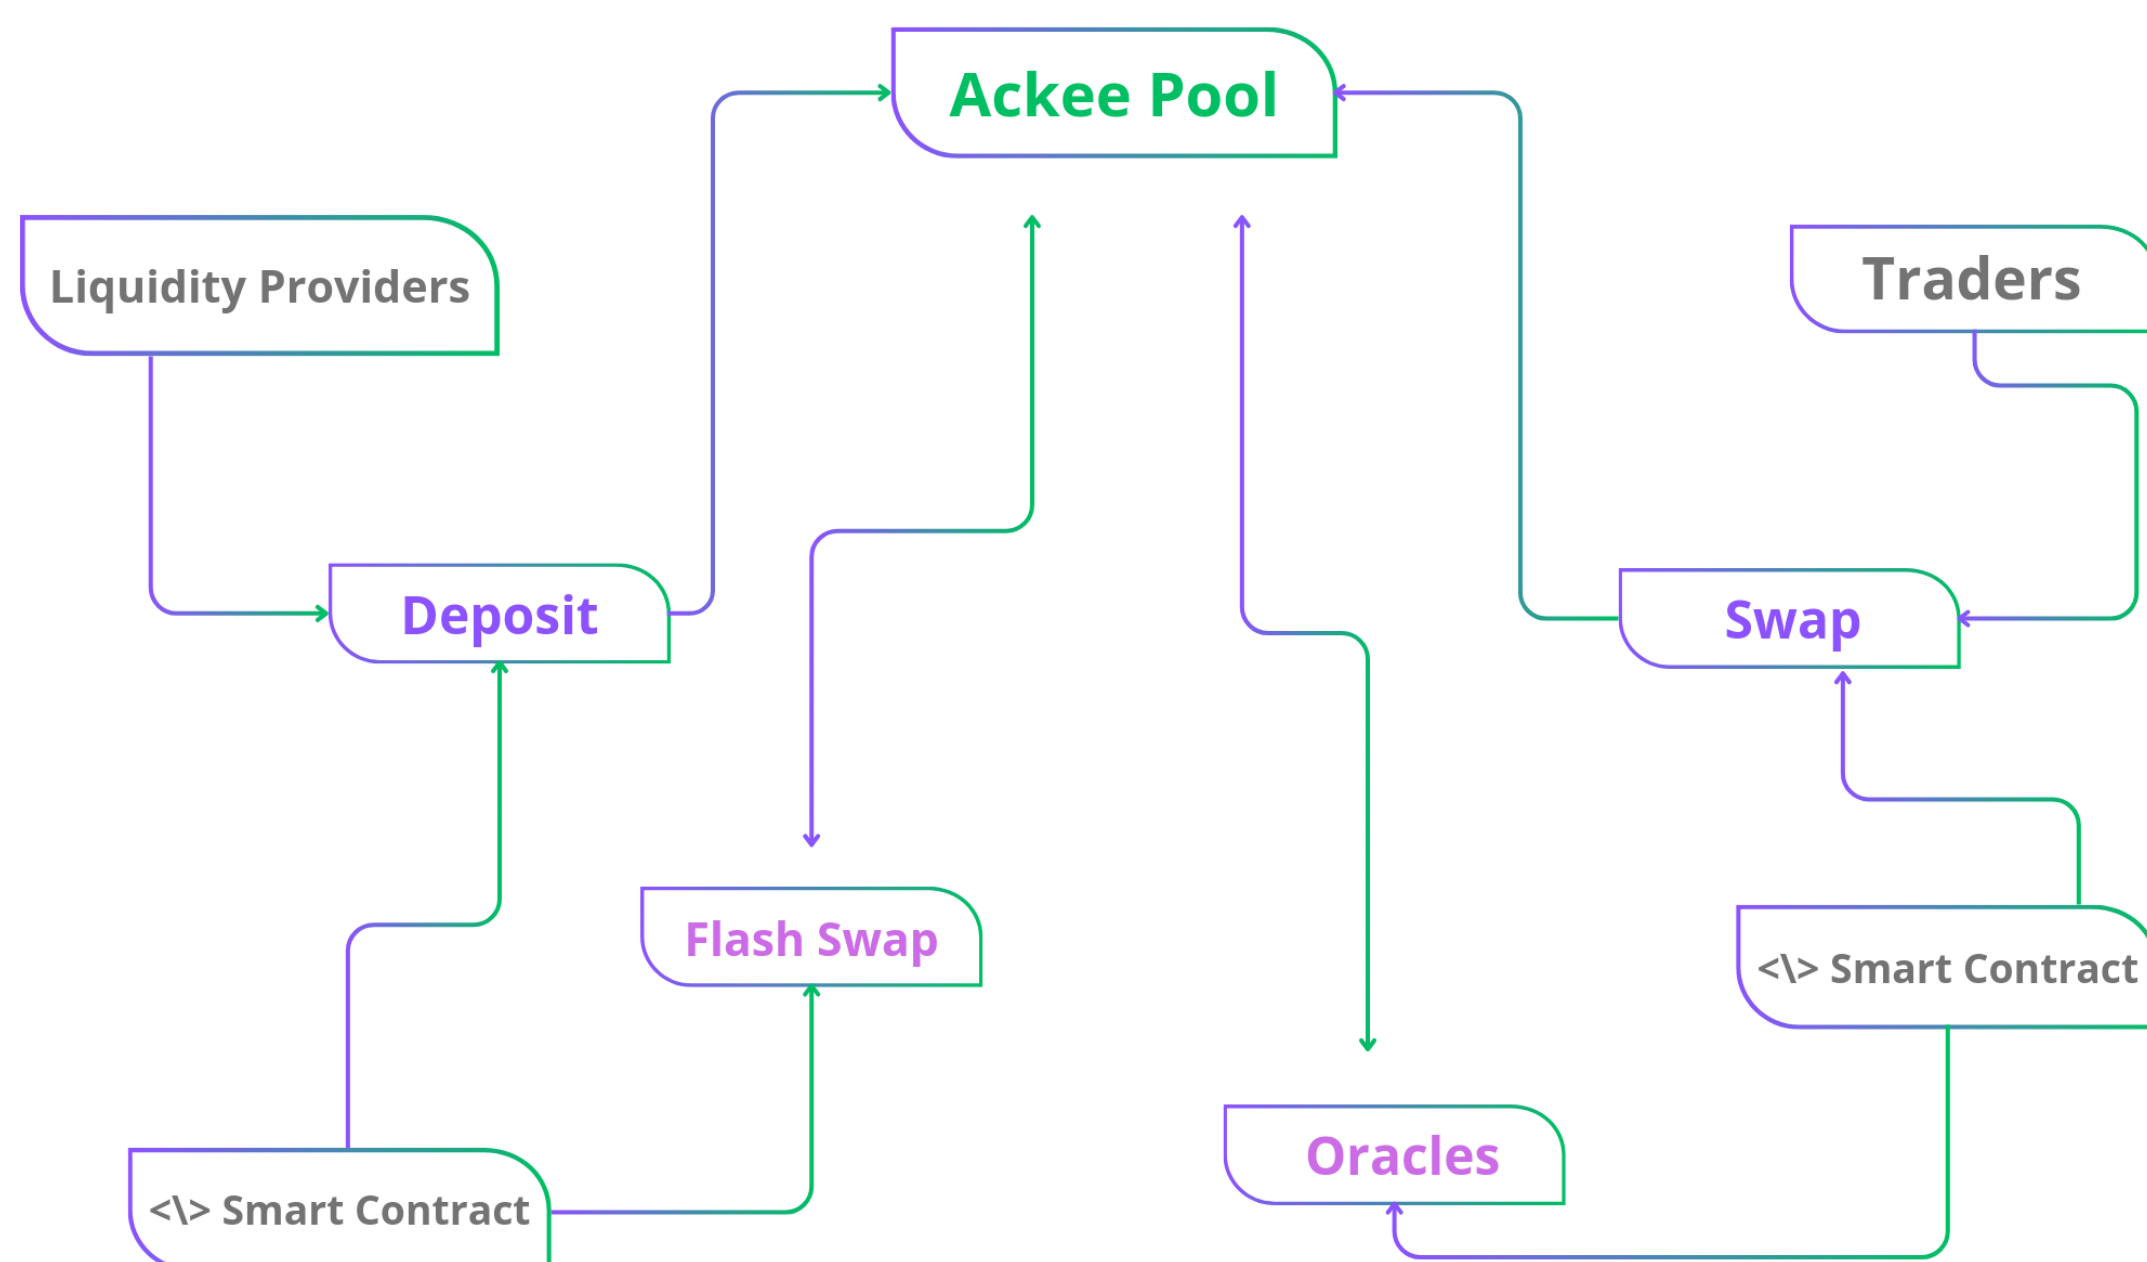 Ackee Pool
Liquidity Providers
Traders
Deposit
Swap
Flash Swap
<\> Smart Contract
Oracles
<\> Smart Contract